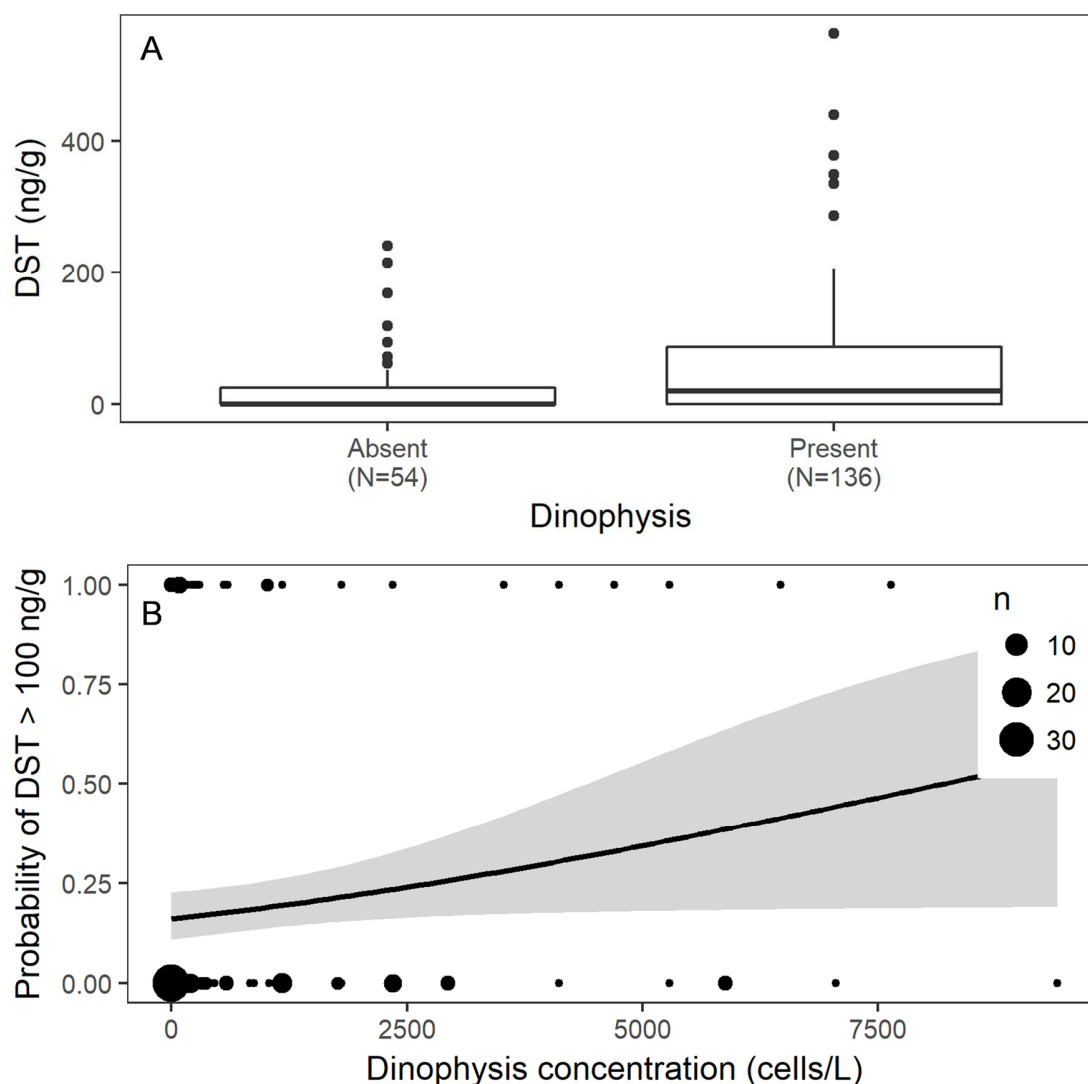 A
DST (ng/g)
400
200
0
Absent
(N=54)
Present
(N=136)
Dinophysis
B
Probability of DST > 100 ng/g
1.00
0.75
0.50
0.25
0.00
n
10
20
30
0
2500
5000
7500
Dinophysis concentration (cells/L)